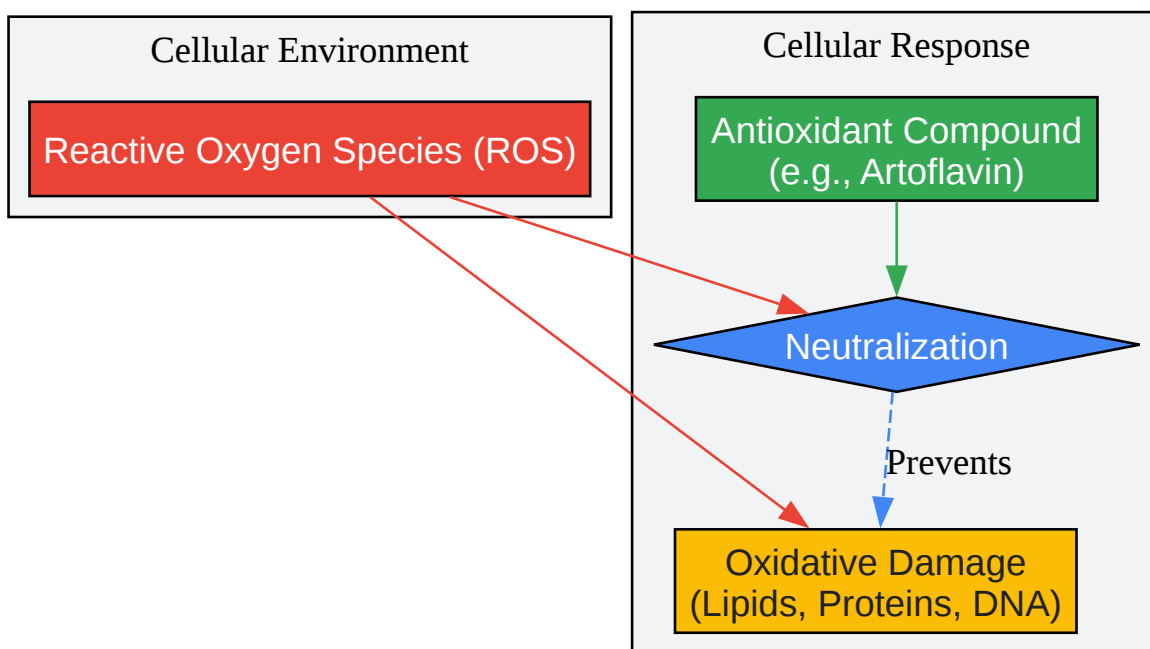 Cellular Environment
Reactive Oxygen Species (ROS)
Cellular Response
Antioxidant Compound
(e.g., Artoflavin)
Neutralization
Prevents
Oxidative Damage
(Lipids, Proteins, DNA)